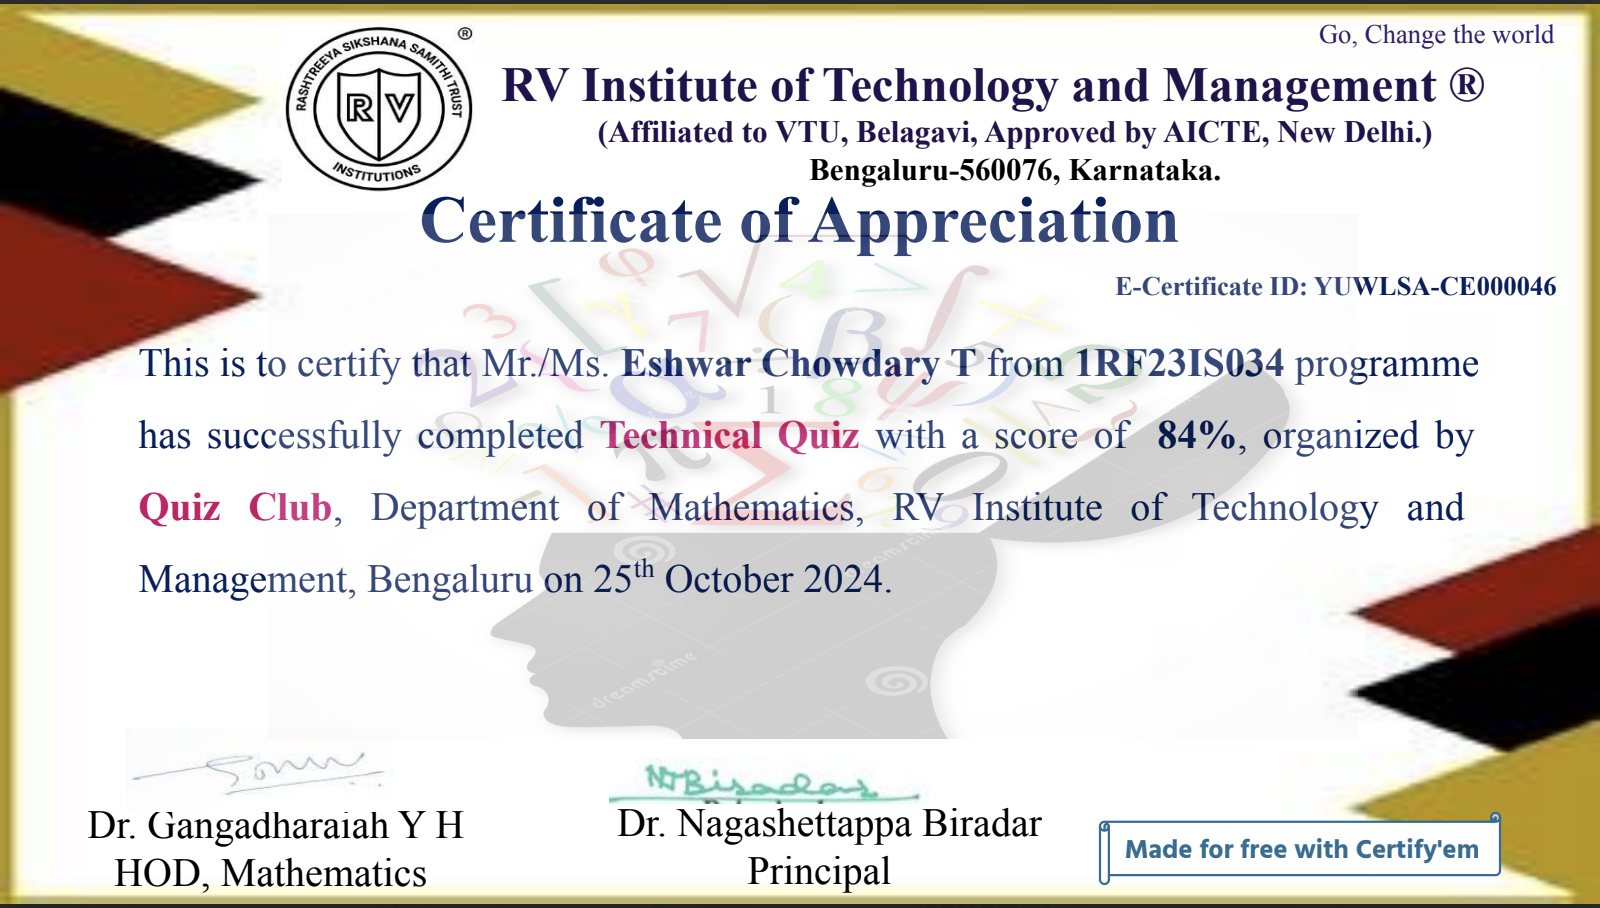 Go, Change the world
RASHTREEYA SIKSHANA SAMITHI TRUST
®
RV
INSTITUTIONS
RV Institute of Technology and Management ®
(Affiliated to VTU, Belagavi, Approved by AICTE, New Delhi.)
Bengaluru-560076, Karnataka.
Certificate of Appreciation
E-Certificate ID: YUWLSA-CE000046
This is to certify that Mr./Ms. Eshwar Chowdary T from 1RF23IS034 programme
has successfully completed Technical Quiz with a score of 84%, organized by
Quiz Club, Department of Mathematics, RV Institute of Technology and
Management, Bengaluru on 25th October 2024.
dreamstime
NTBiradar
Dr. Gangadharaiah Y H
HOD, Mathematics
Dr. Nagashettappa Biradar
Principal
Made for free with Certify'em